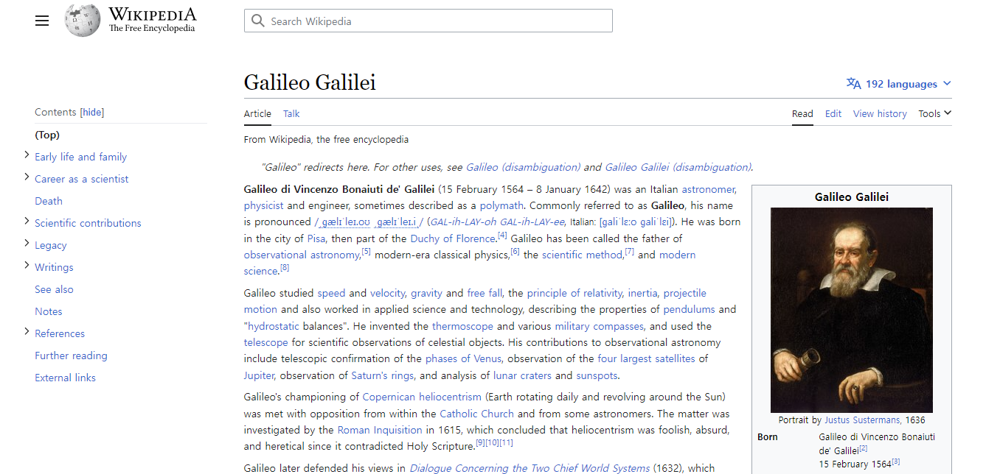 WIKIPEDIA
The Free Encyclopedia
Search Wikipedia
Galileo Galilei
192 languages
Contents [hide]
(Top)
Early life and family
Career as a scientist
Death
Scientific contributions
Legacy
Writings
See also
Notes
References
Further reading
External links
Article Talk
Read Edit View history Tools
From Wikipedia, the free encyclopedia
"Galileo" redirects here. For other uses, see Galileo (disambiguation) and Galileo Galilei (disambiguation).
Galileo di Vincenzo Bonaiuti de' Galilei (15 February 1564 – 8 January 1642) was an Italian astronomer,
physicist and engineer, sometimes described as a polymath. Commonly referred to as Galileo, his name
is pronounced /ˌɡælɪˈleɪ.oʊ ˌɡælɪˈleɪ.i/ (GAL-ih-LAY-oh GAL-ih-LAY-ee, Italian: [ɡaliˈlɛːo ɡaliˈlɛi]). He was born
in the city of Pisa, then part of the Duchy of Florence.[4] Galileo has been called the father of
observational astronomy,[5] modern-era classical physics,[6] the scientific method,[7] and modern
science.[8]
Galileo studied speed and velocity, gravity and free fall, the principle of relativity, inertia, projectile
motion and also worked in applied science and technology, describing the properties of pendulums and
"hydrostatic balances". He invented the thermoscope and various military compasses, and used the
telescope for scientific observations of celestial objects. His contributions to observational astronomy
include telescopic confirmation of the phases of Venus, observation of the four largest satellites of
Jupiter, observation of Saturn's rings, and analysis of lunar craters and sunspots.
Galileo's championing of Copernican heliocentrism (Earth rotating daily and revolving around the Sun)
was met with opposition from within the Catholic Church and from some astronomers. The matter was
investigated by the Roman Inquisition in 1615, which concluded that heliocentrism was foolish, absurd,
and heretical since it contradicted Holy Scripture.[9][10][11]
Galileo later defended his views in Dialogue Concerning the Two Chief World Systems (1632), which
Galileo Galilei
Portrait by Justus Sustermans, 1636
Born Galileo di Vincenzo Bonaiuti
de' Galilei[2]
15 February 1564[3]